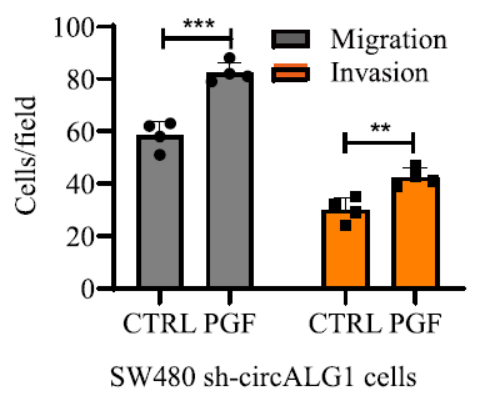 Cells/field
100
80
60
40
20
0
***
**
Migration
Invasion
CTRL PGF CTRL PGF
SW480 sh-circALG1 cells